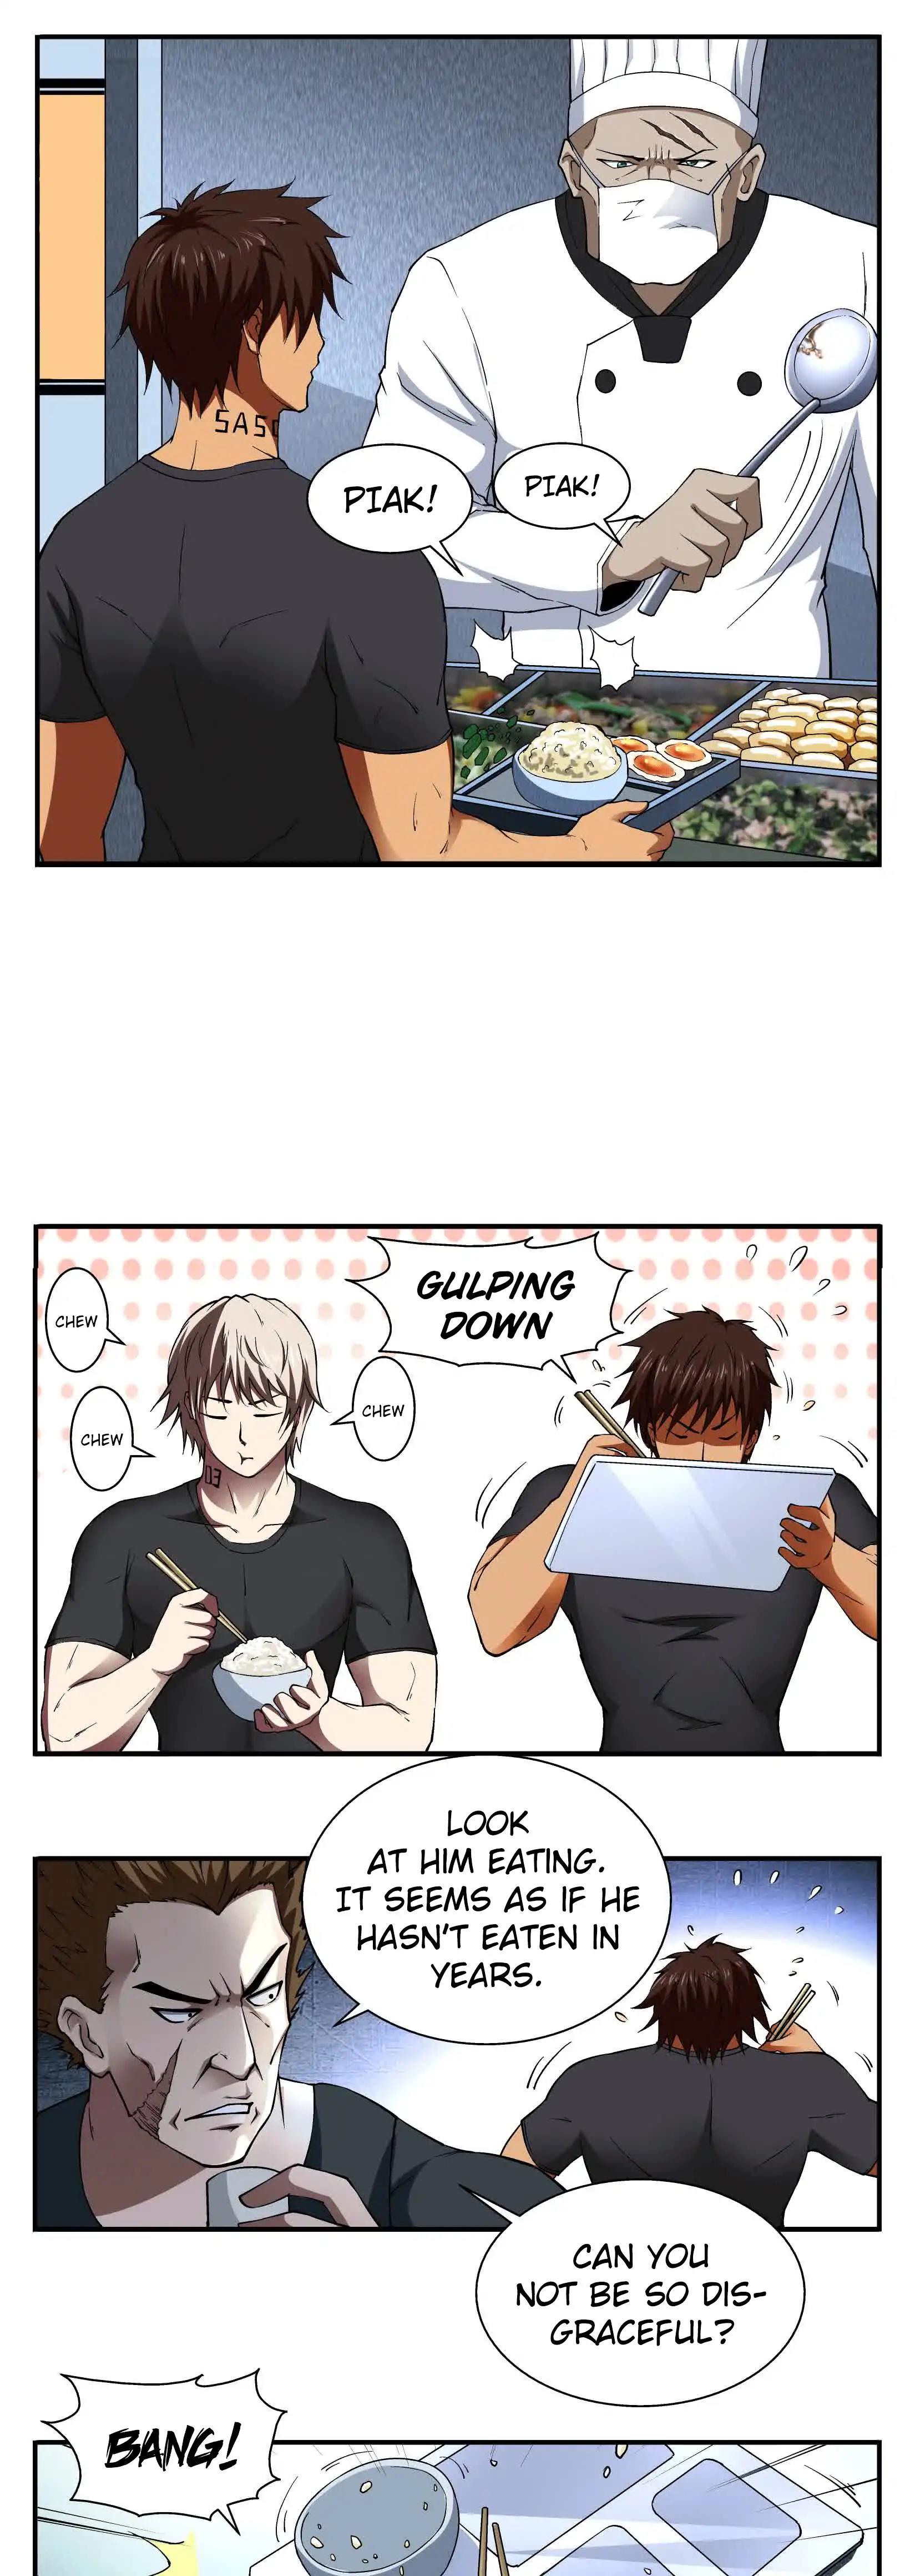 SASO
PIAK!
PIAK!
GULPING
DOWN
CHEW
CHEW
CHEW
03
LOOK
AT HIM EATING.
IT SEEMS AS IF HE
HASN'T EATEN IN
YEARS.
CAN YOU
NOT BE SO DIS-
GRACEFUL?
BANG!